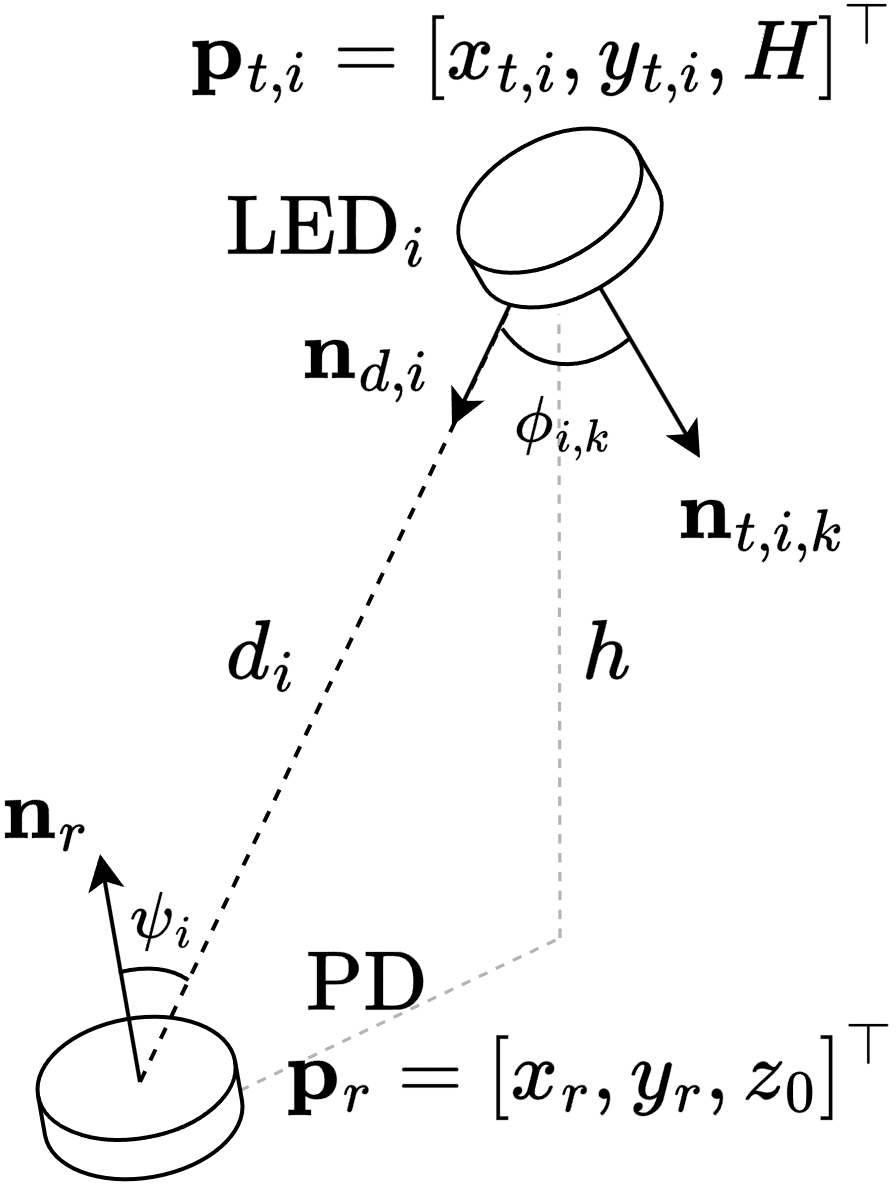 𝐩_{t,i} = [x_{t,i}, y_{t,i}, H]^⊤
LED_i
𝐧_{d,i}
ϕ_{i,k}
𝐧_{t,i,k}
d_i
h
𝐧_r
ψ_i
PD
𝐩_r = [x_r, y_r, z_0]^⊤